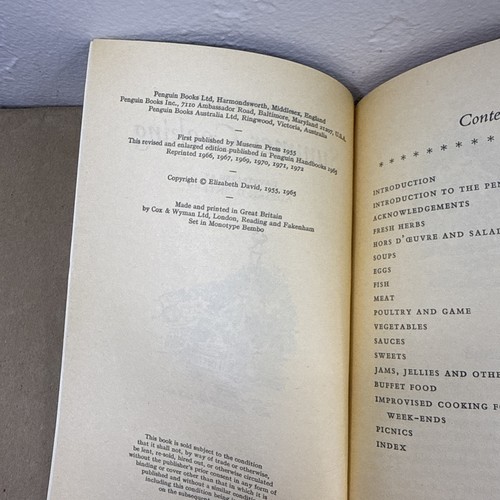 Penguin Books Ltd, Harmondsworth, Middlesex, England
Penguin Books Inc., 7110 Ambassador Road, Baltimore, Maryland 21207, U.S.A.
Penguin Books Australia Ltd, Ringwood, Victoria, Australia
First published by Museum Press 1955
This revised and enlarged edition published in Penguin Handbooks 1965
Reprinted 1966, 1967, 1969, 1970, 1971, 1972
Copyright © Elizabeth David, 1955, 1965
Made and printed in Great Britain
by Cox & Wyman Ltd, London, Reading and Fakenham
Set in Monotype Bembo
This book is sold subject to the condition
that it shall not, by way of trade or otherwise,
be lent, re-sold, hired out, or otherwise circulated
without the publisher's prior consent in any form of
binding or cover other than that in which it is
published and without a similar condition
including this condition being
on the subsequent
Conte
* * * * * * * * *
INTRODUCTION
INTRODUCTION TO THE PEN
ACKNOWLEDGEMENTS
FRESH HERBS
HORS D'ŒUVRE AND SALAD
SOUPS
EGGS
FISH
MEAT
POULTRY AND GAME
VEGETABLES
SAUCES
SWEETS
JAMS, JELLIES AND OTHE
BUFFET FOOD
IMPROVISED COOKING FO
WEEK-ENDS
PICNICS
INDEX